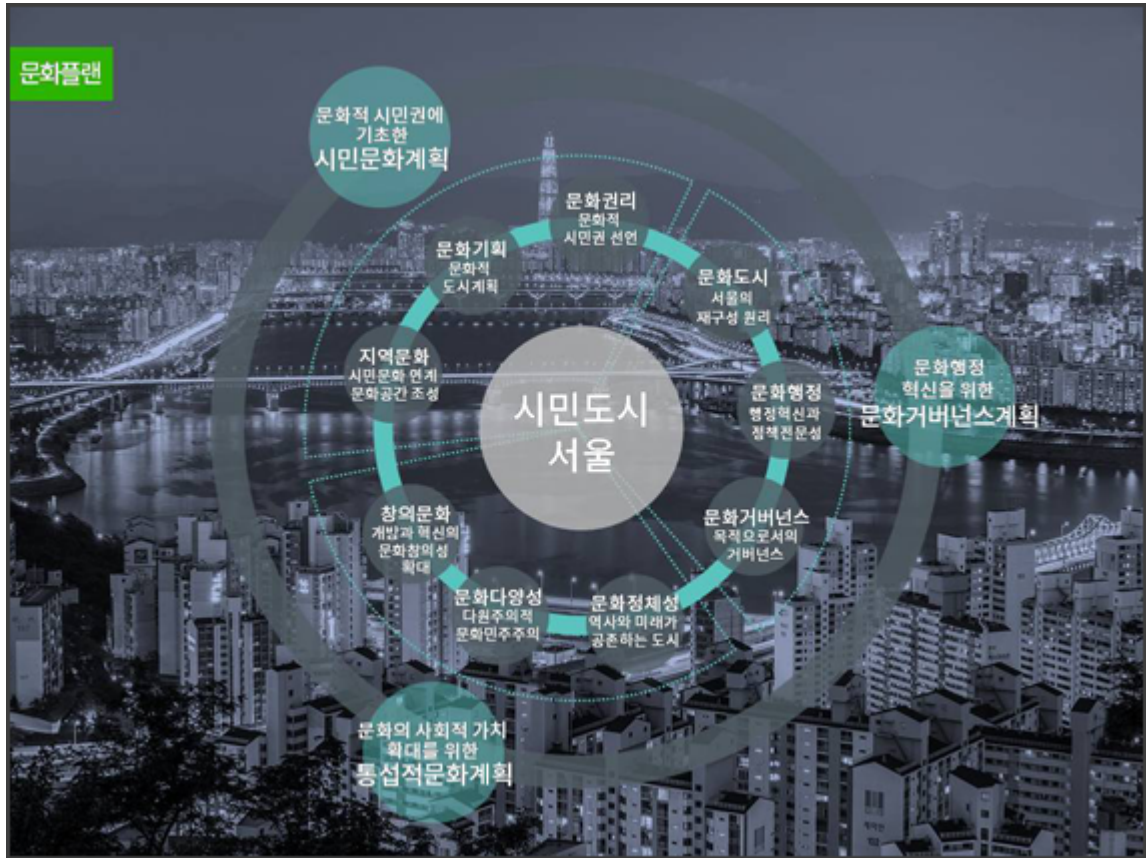 문화플랜
문화적 시민권에
기초한
시민문화계획
문화권리
문화적
시민권 선언
문화기획
문화적
도시계획
문화도시
서울의
재구성 원리
지역문화
시민문화 연계
문화공간 조성
문화행정
행정혁신과
정책전문성
문화행정
혁신을 위한
문화거버넌스계획
시민도시
서울
창의문화
개발과 혁신의
문화창의성
확대
문화거버넌스
목적으로서의
거버넌스
문화다양성
다원주의적
문화민주주의
문화정체성
역사와 미래가
공존하는 도시
문화의 사회적 가치
확대를 위한
통섭적문화계획